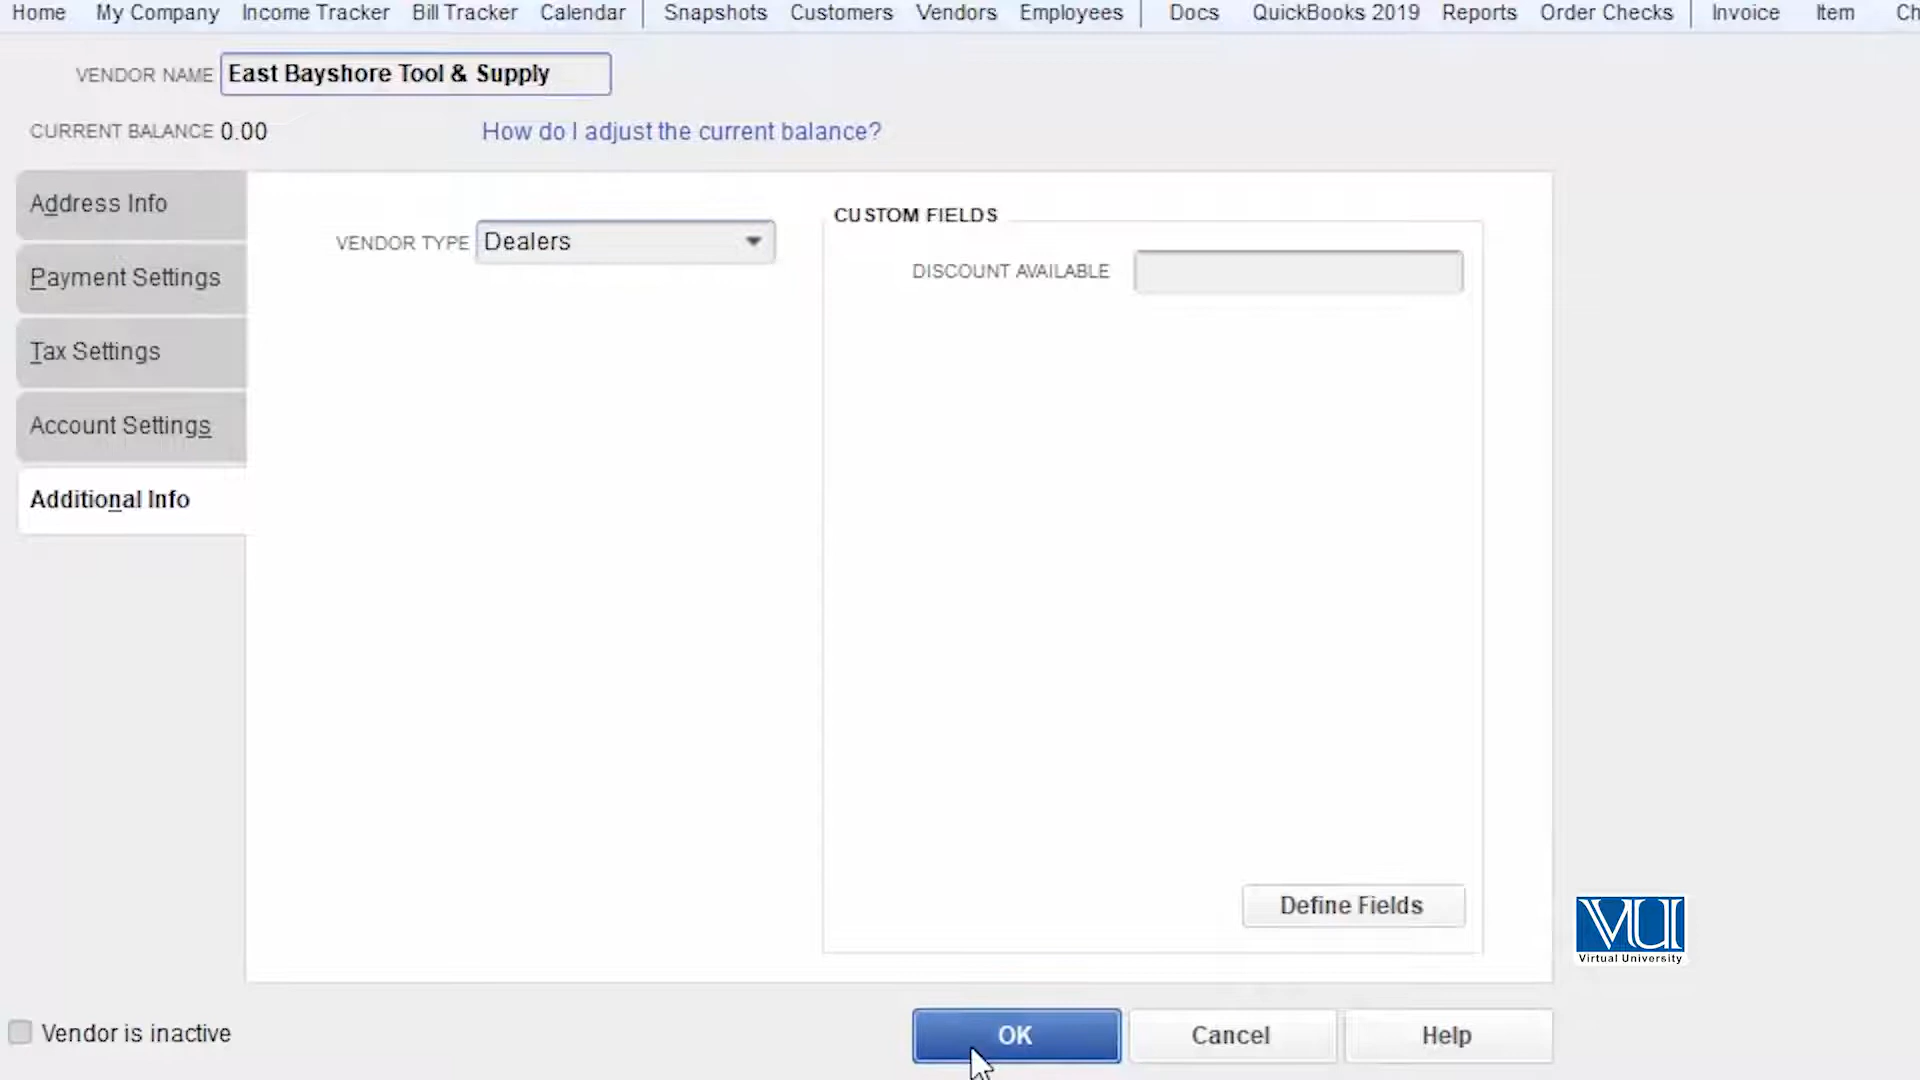 Home My Company Income Tracker Bill Tracker Calendar Snapshots Customers Vendors Employees Docs QuickBooks 2019 Reports Order Checks Invoice Item Ch
VENDOR NAME East Bayshore Tool & Supply
CURRENT BALANCE 0.00 How do I adjust the current balance?
Address Info
Payment Settings
Tax Settings
Account Settings
Additional Info
VENDOR TYPE Dealers
CUSTOM FIELDS
DISCOUNT AVAILABLE
Define Fields
VU
Virtual University
Vendor is inactive
OK Cancel Help